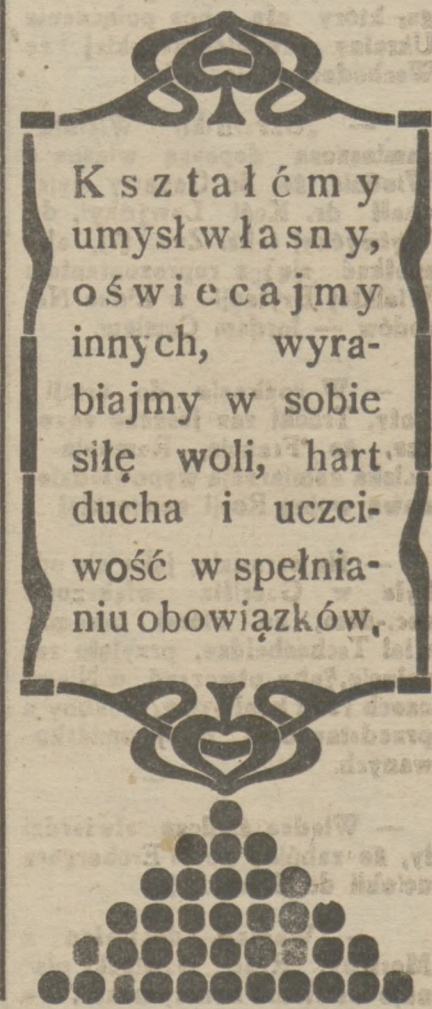 Kształćmy
umysł własny,
oświecajmy
innych, wyra-
biajmy w sobie
siłę woli, hart
ducha i uczci-
wość w spełnia-
niu obowiązków.